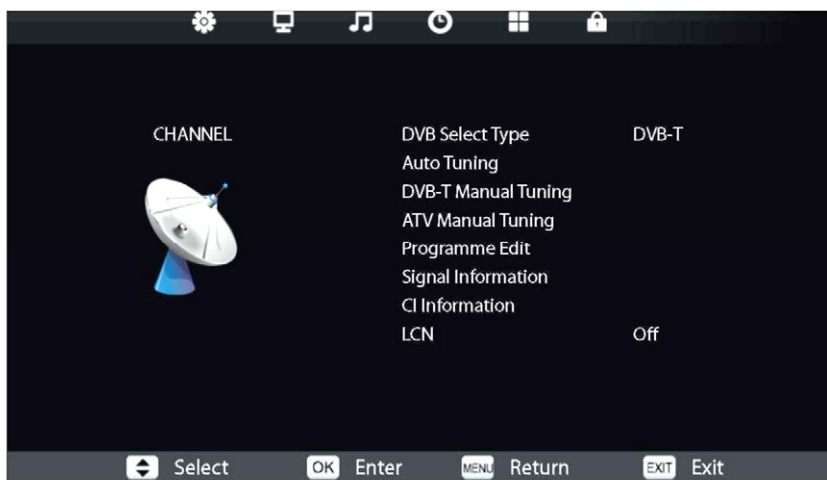 CHANNEL
DVB Select Type DVB-T
Auto Tuning
DVB-T Manual Tuning
ATV Manual Tuning
Programme Edit
Signal Information
CI Information
LCN Off
Select OK Enter MENU Return EXIT Exit